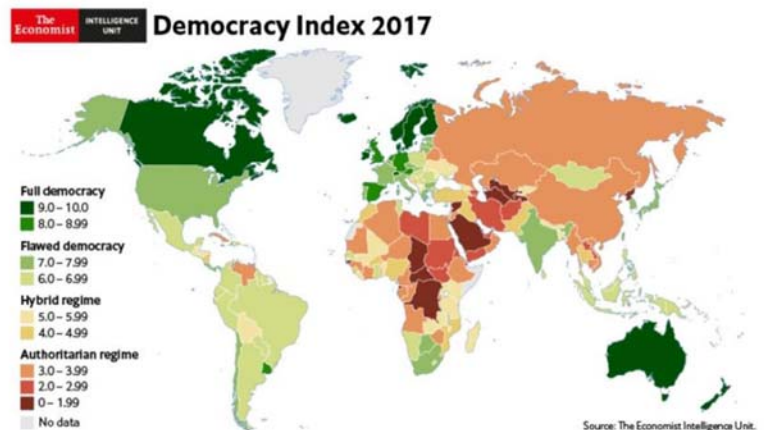 The
Economist
INTELLIGENCE
UNIT
Democracy Index 2017
Full democracy
9.0 – 10.0
8.0 – 8.99
Flawed democracy
7.0 – 7.99
6.0 – 6.99
Hybrid regime
5.0 – 5.99
4.0 – 4.99
Authoritarian regime
3.0 – 3.99
2.0 – 2.99
0 – 1.99
No data
Source: The Economist Intelligence Unit.